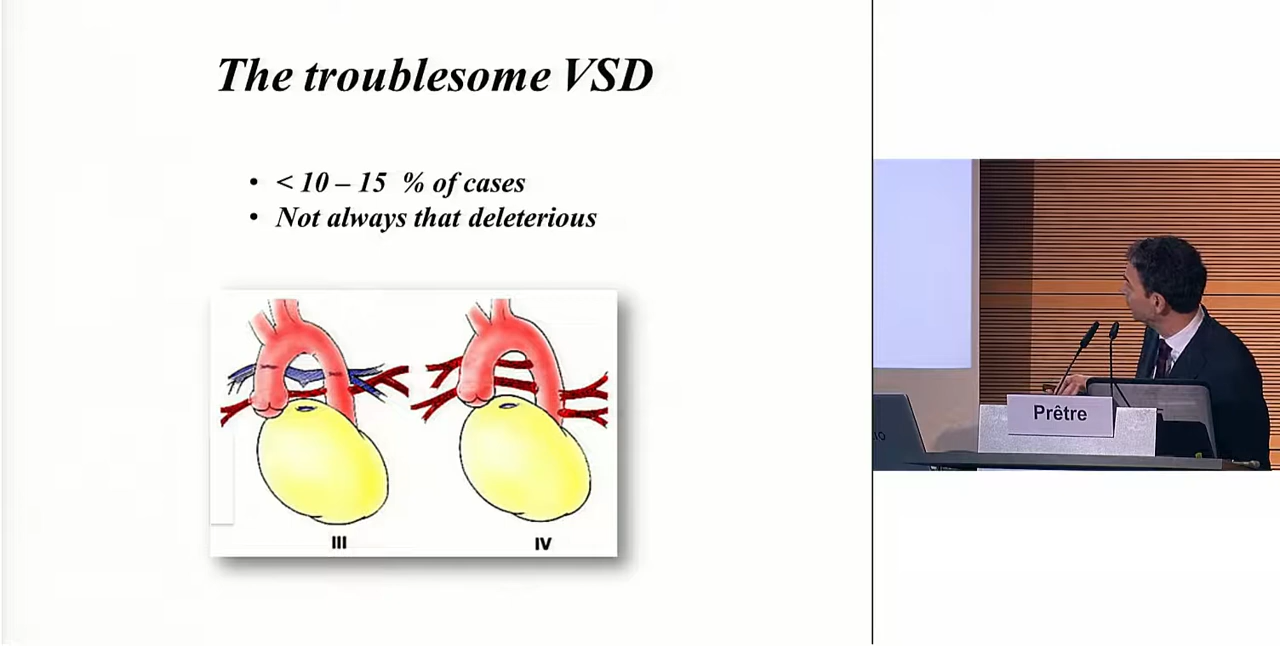 The troublesome VSD
• < 10 – 15 % of cases
• Not always that deleterious
III
IV
Prêtre